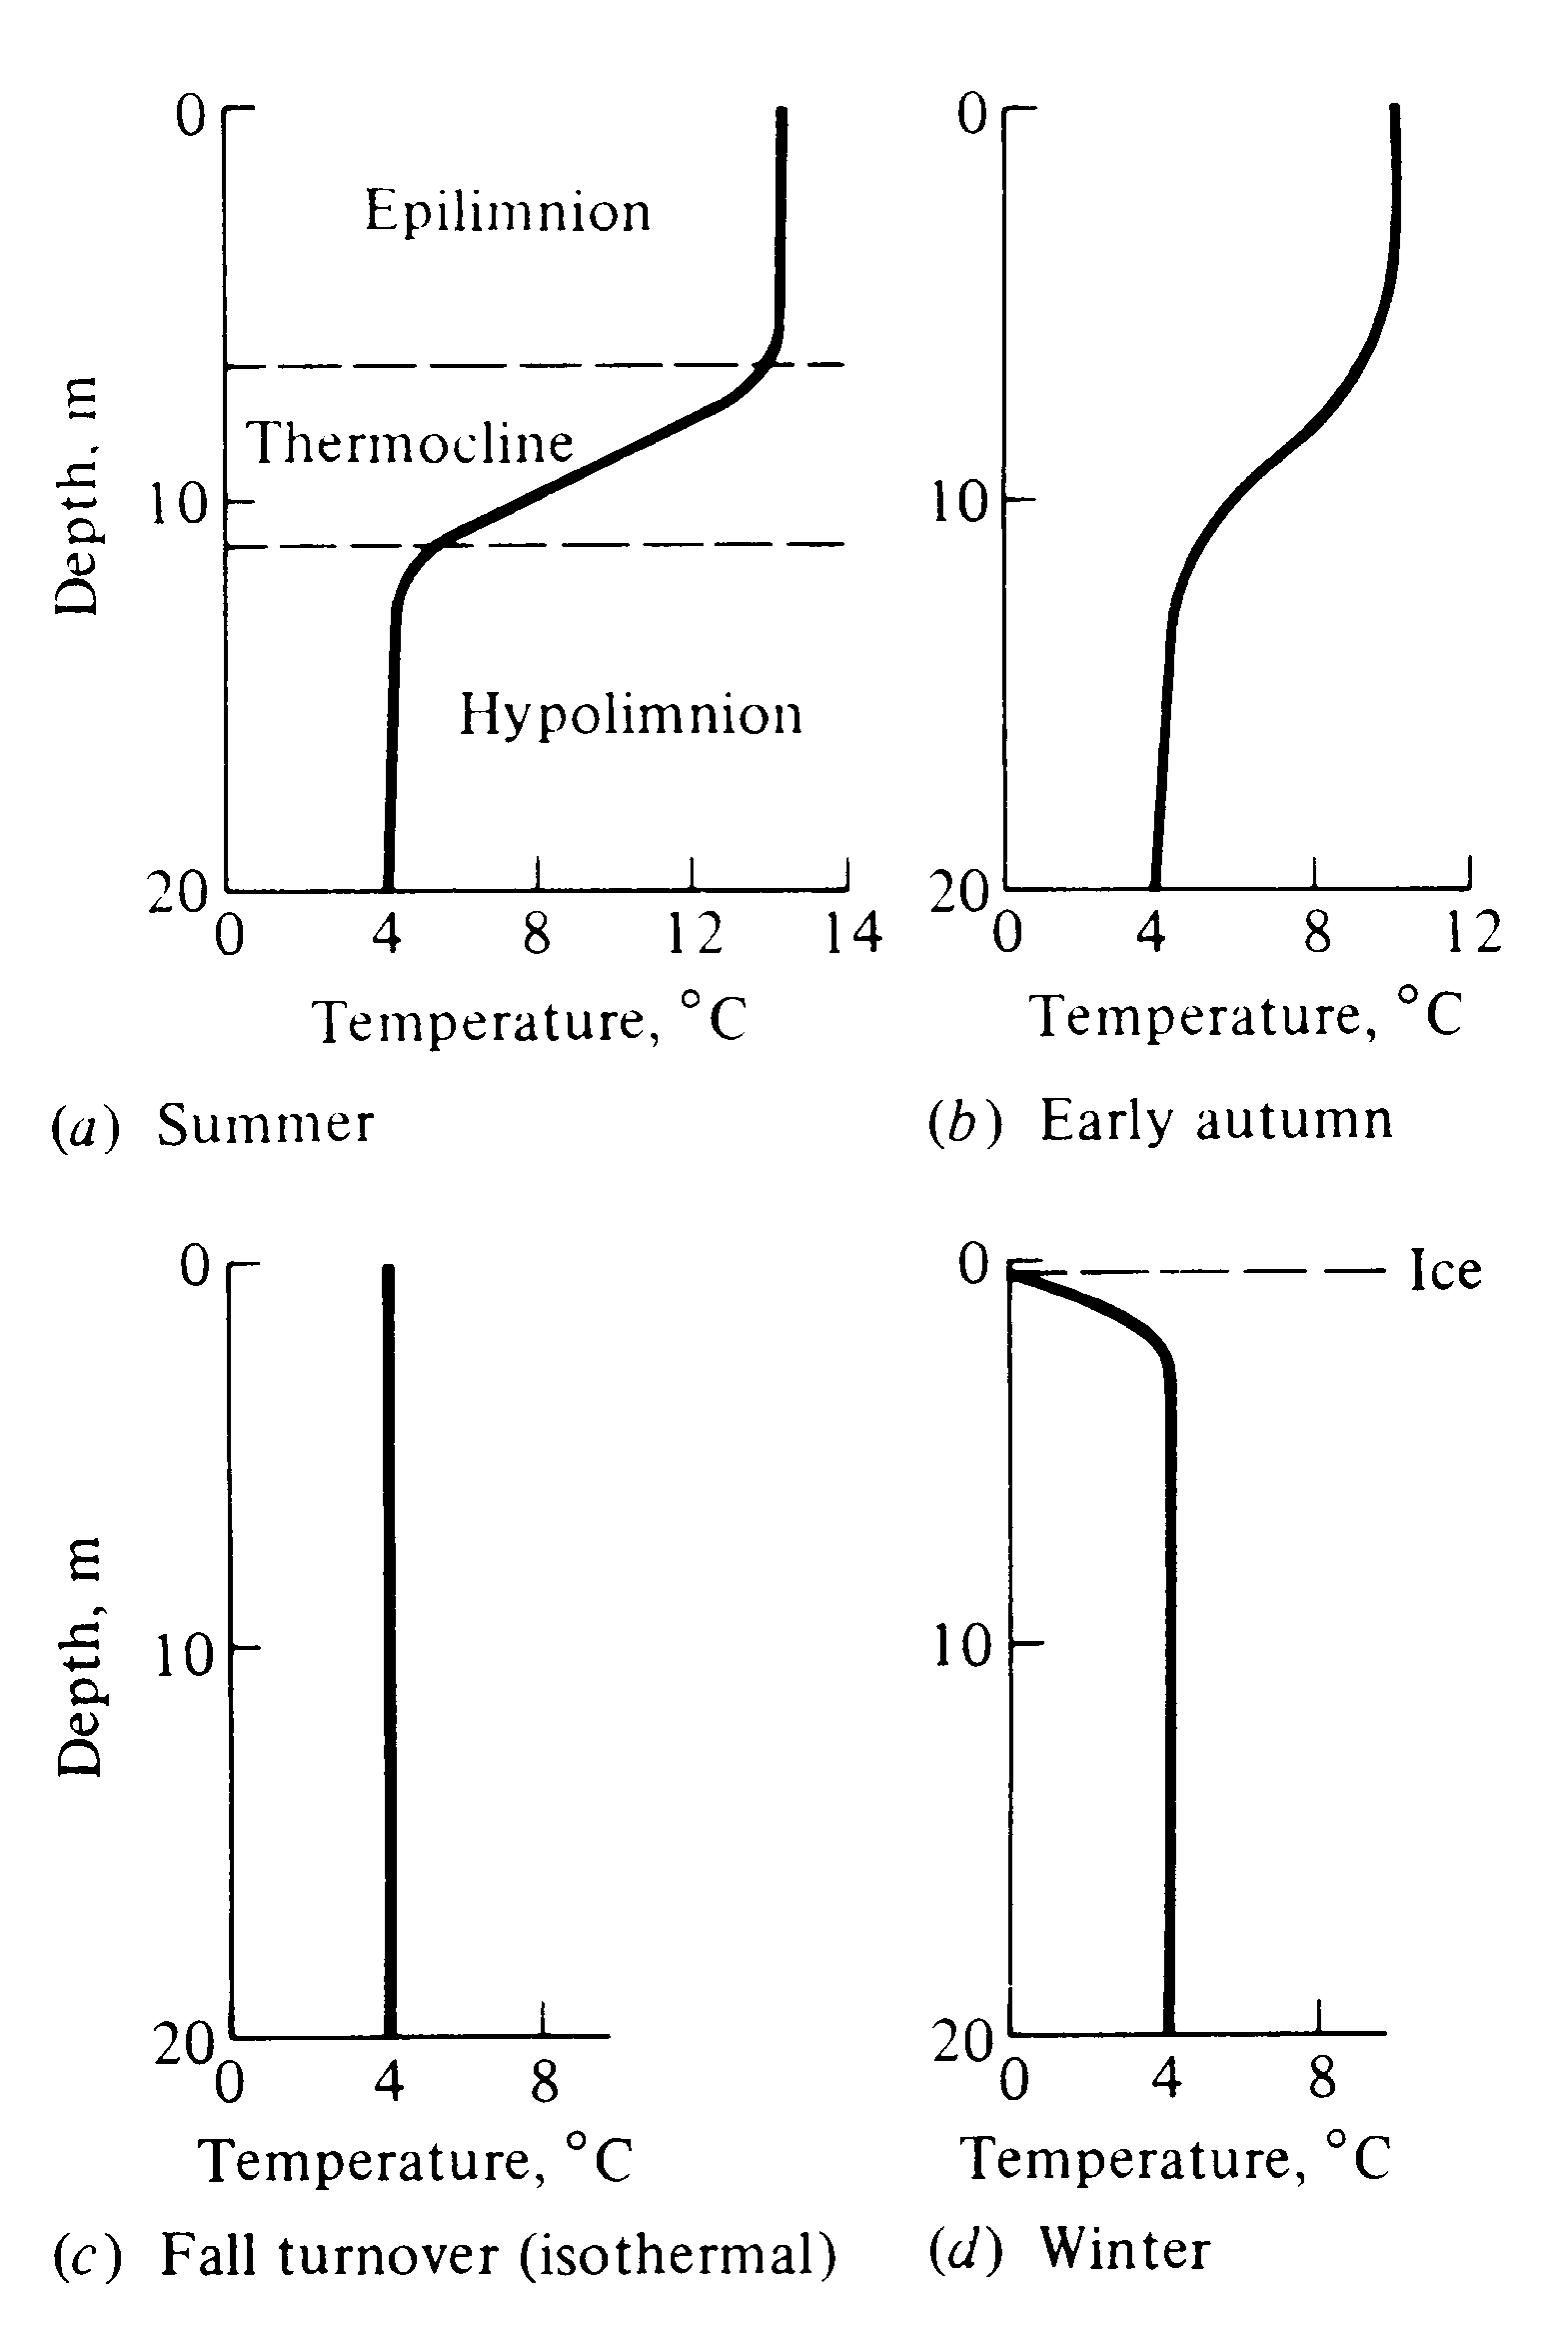 0
Epilimnion
Thermocline
10
Hypolimnion
20
0 4 8 12 14
Depth, m
Temperature, °C
(a) Summer
0
10
20
0 4 8 12
Temperature, °C
(b) Early autumn
0
10
20
0 4 8
Depth, m
Temperature, °C
(c) Fall turnover (isothermal)
0
Ice
10
20
0 4 8
Temperature, °C
(d) Winter